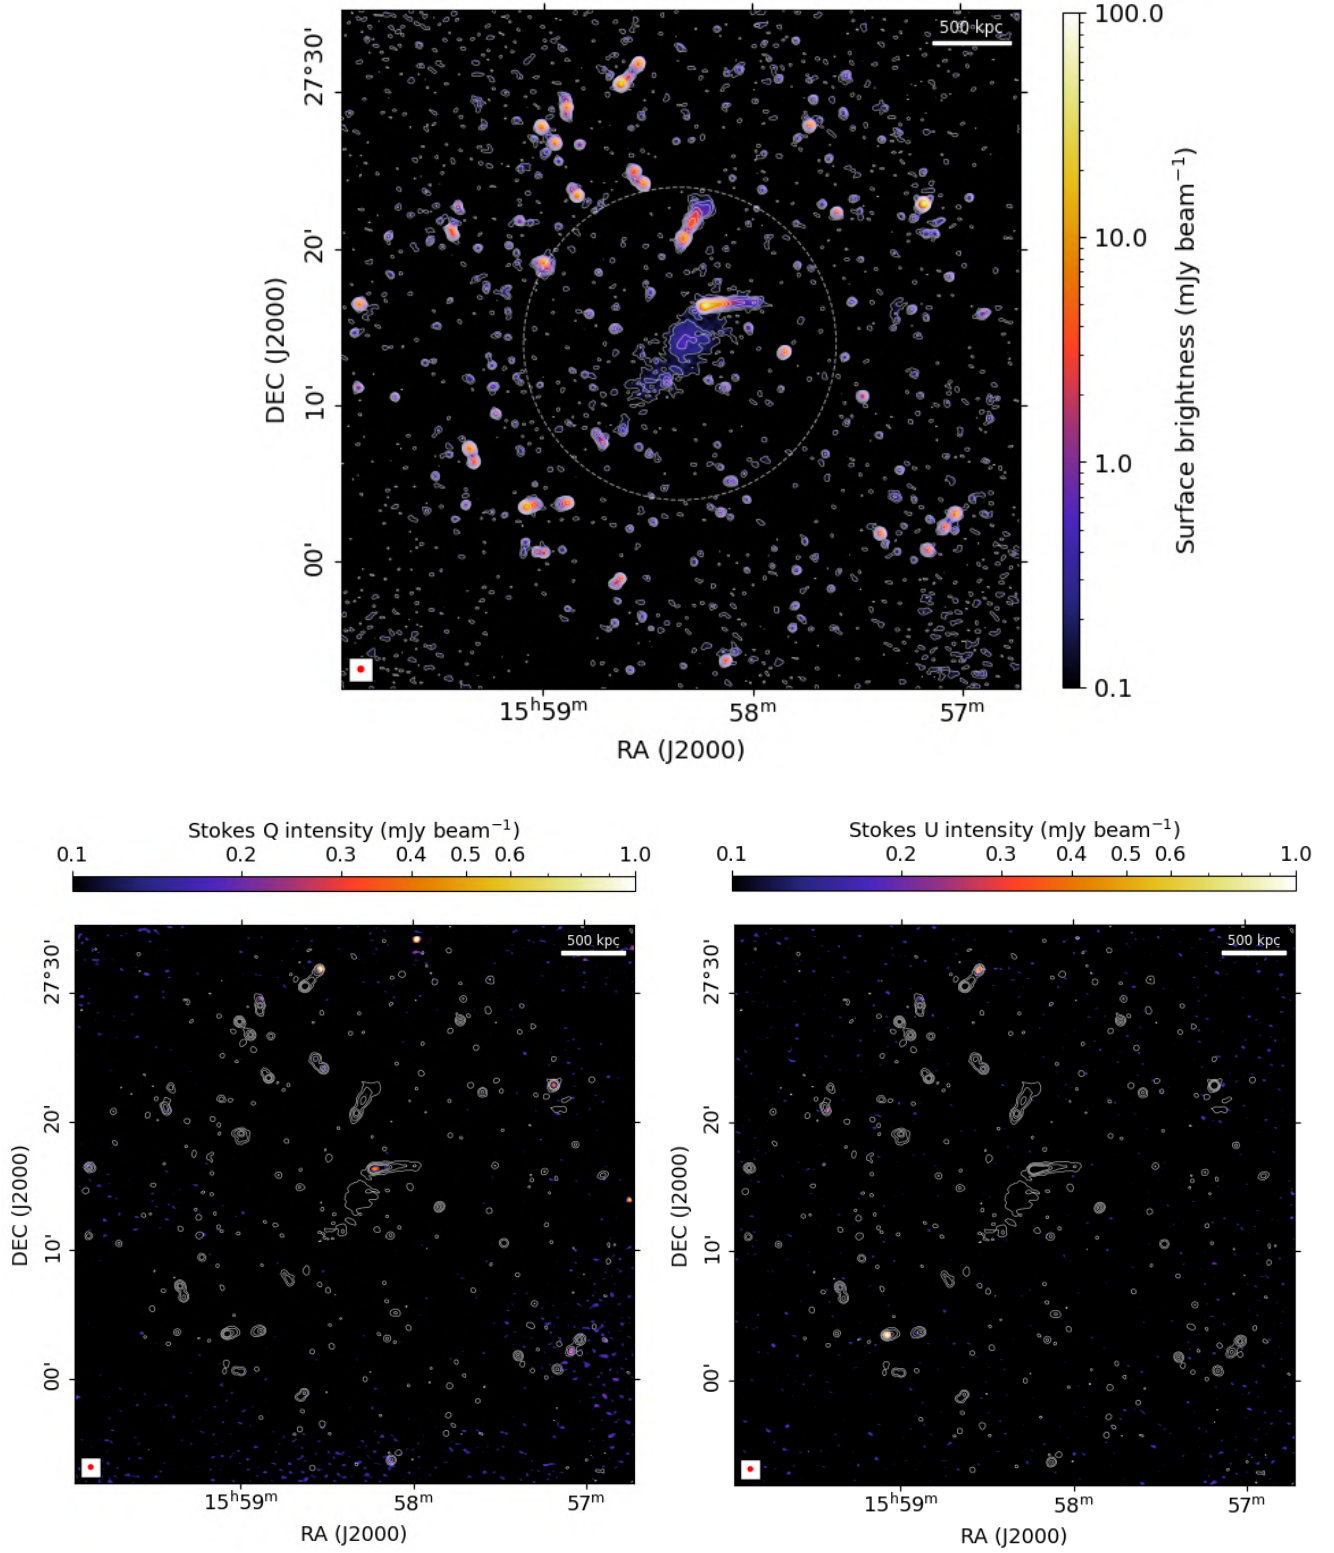 500 kpc
100.0
10.0
1.0
0.1
Surface brightness (mJy beam⁻¹)
27°30'
20'
10'
00'
DEC (J2000)
15ʰ59ᵐ
58ᵐ
57ᵐ
RA (J2000)
Stokes Q intensity (mJy beam⁻¹)
0.1 0.2 0.3 0.4 0.5 0.6 1.0
500 kpc
27°30'
20'
10'
00'
DEC (J2000)
15ʰ59ᵐ 58ᵐ 57ᵐ
RA (J2000)
Stokes U intensity (mJy beam⁻¹)
0.1 0.2 0.3 0.4 0.5 0.6 1.0
500 kpc
27°30'
20'
10'
00'
DEC (J2000)
15ʰ59ᵐ 58ᵐ 57ᵐ
RA (J2000)